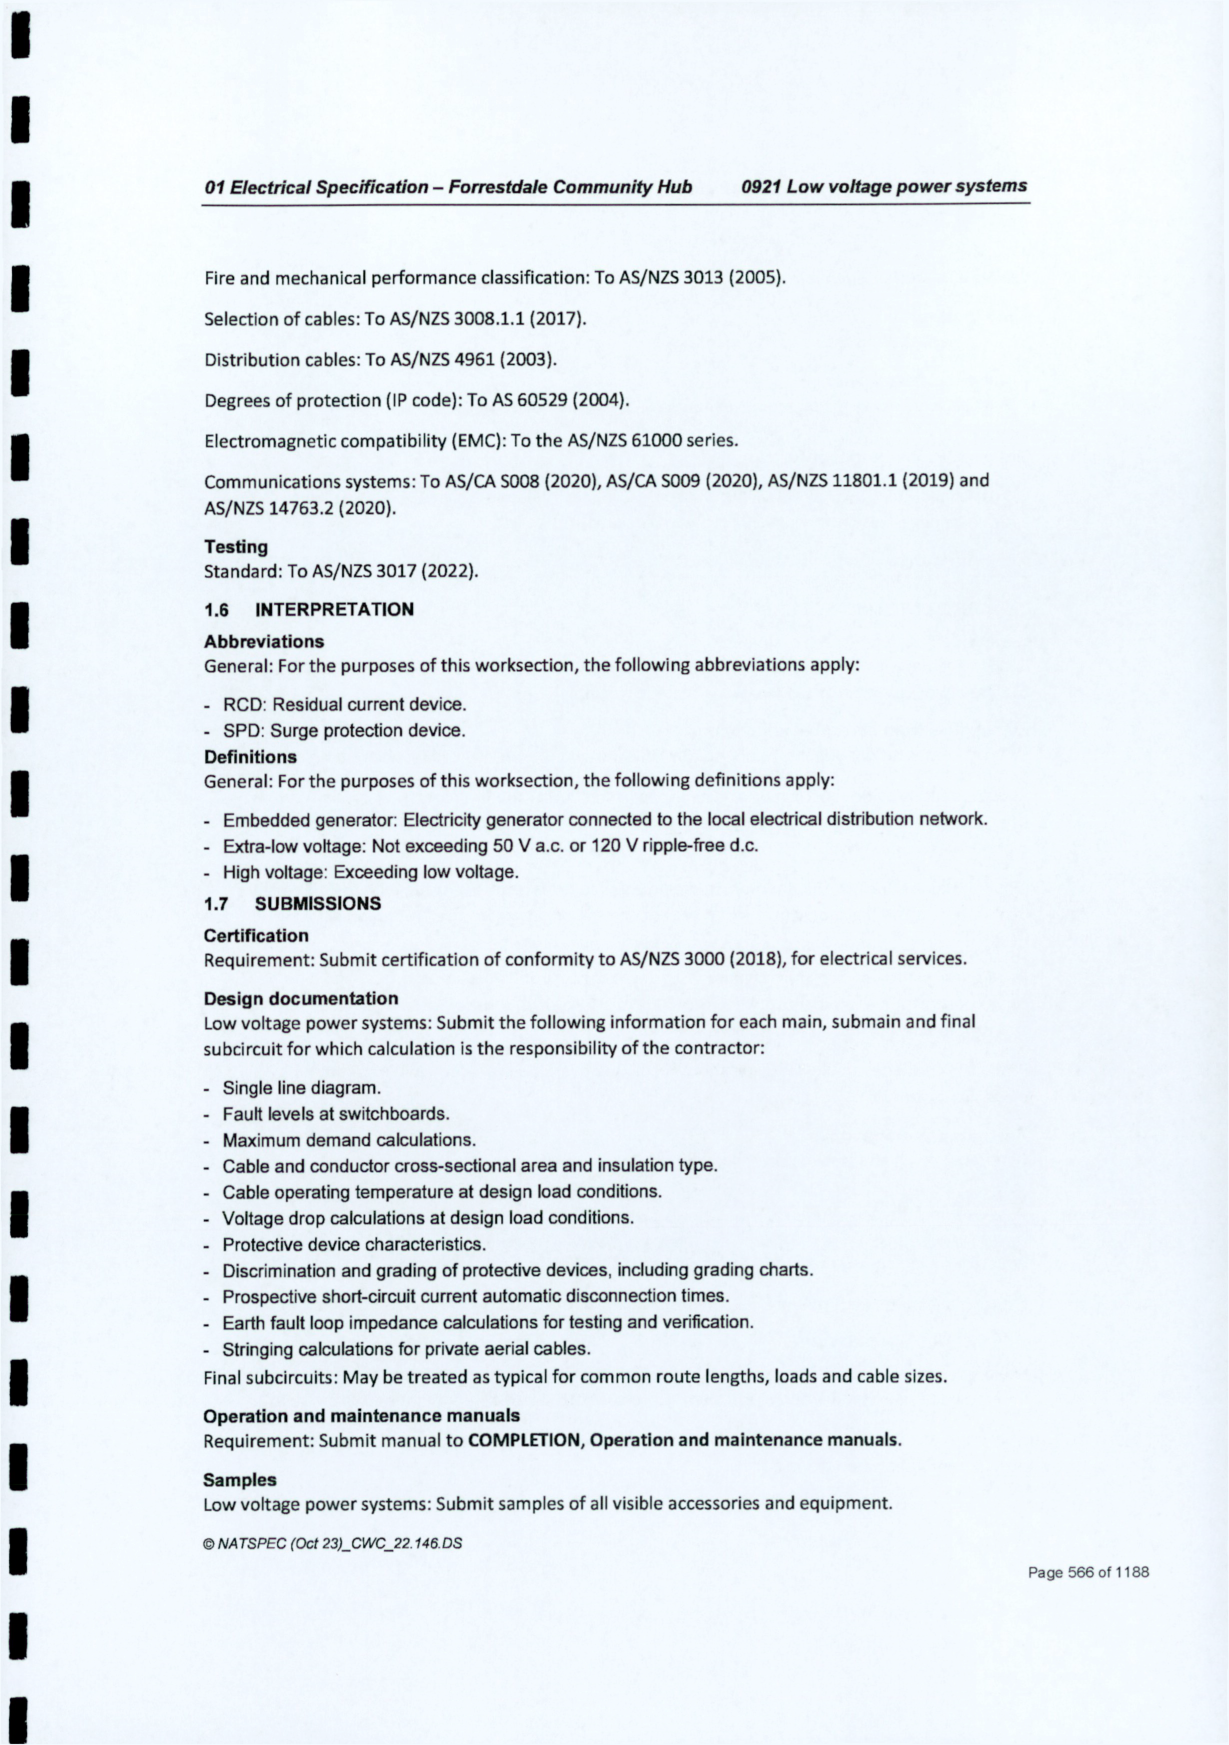 01 Electrical Specification – Forrestdale Community Hub 0921 Low voltage power systems
Fire and mechanical performance classification: To AS/NZS 3013 (2005).
Selection of cables: To AS/NZS 3008.1.1 (2017).
Distribution cables: To AS/NZS 4961 (2003).
Degrees of protection (IP code): To AS 60529 (2004).
Electromagnetic compatibility (EMC): To the AS/NZS 61000 series.
Communications systems: To AS/CA S008 (2020), AS/CA S009 (2020), AS/NZS 11801.1 (2019) and
AS/NZS 14763.2 (2020).
Testing
Standard: To AS/NZS 3017 (2022).
1.6 INTERPRETATION
Abbreviations
General: For the purposes of this worksection, the following abbreviations apply:
- RCD: Residual current device.
- SPD: Surge protection device.
Definitions
General: For the purposes of this worksection, the following definitions apply:
- Embedded generator: Electricity generator connected to the local electrical distribution network.
- Extra-low voltage: Not exceeding 50 V a.c. or 120 V ripple-free d.c.
- High voltage: Exceeding low voltage.
1.7 SUBMISSIONS
Certification
Requirement: Submit certification of conformity to AS/NZS 3000 (2018), for electrical services.
Design documentation
Low voltage power systems: Submit the following information for each main, submain and final
subcircuit for which calculation is the responsibility of the contractor:
- Single line diagram.
- Fault levels at switchboards.
- Maximum demand calculations.
- Cable and conductor cross-sectional area and insulation type.
- Cable operating temperature at design load conditions.
- Voltage drop calculations at design load conditions.
- Protective device characteristics.
- Discrimination and grading of protective devices, including grading charts.
- Prospective short-circuit current automatic disconnection times.
- Earth fault loop impedance calculations for testing and verification.
- Stringing calculations for private aerial cables.
Final subcircuits: May be treated as typical for common route lengths, loads and cable sizes.
Operation and maintenance manuals
Requirement: Submit manual to COMPLETION, Operation and maintenance manuals.
Samples
Low voltage power systems: Submit samples of all visible accessories and equipment.
© NATSPEC (Oct 23)_CWC_22.146.DS
Page 566 of 1188